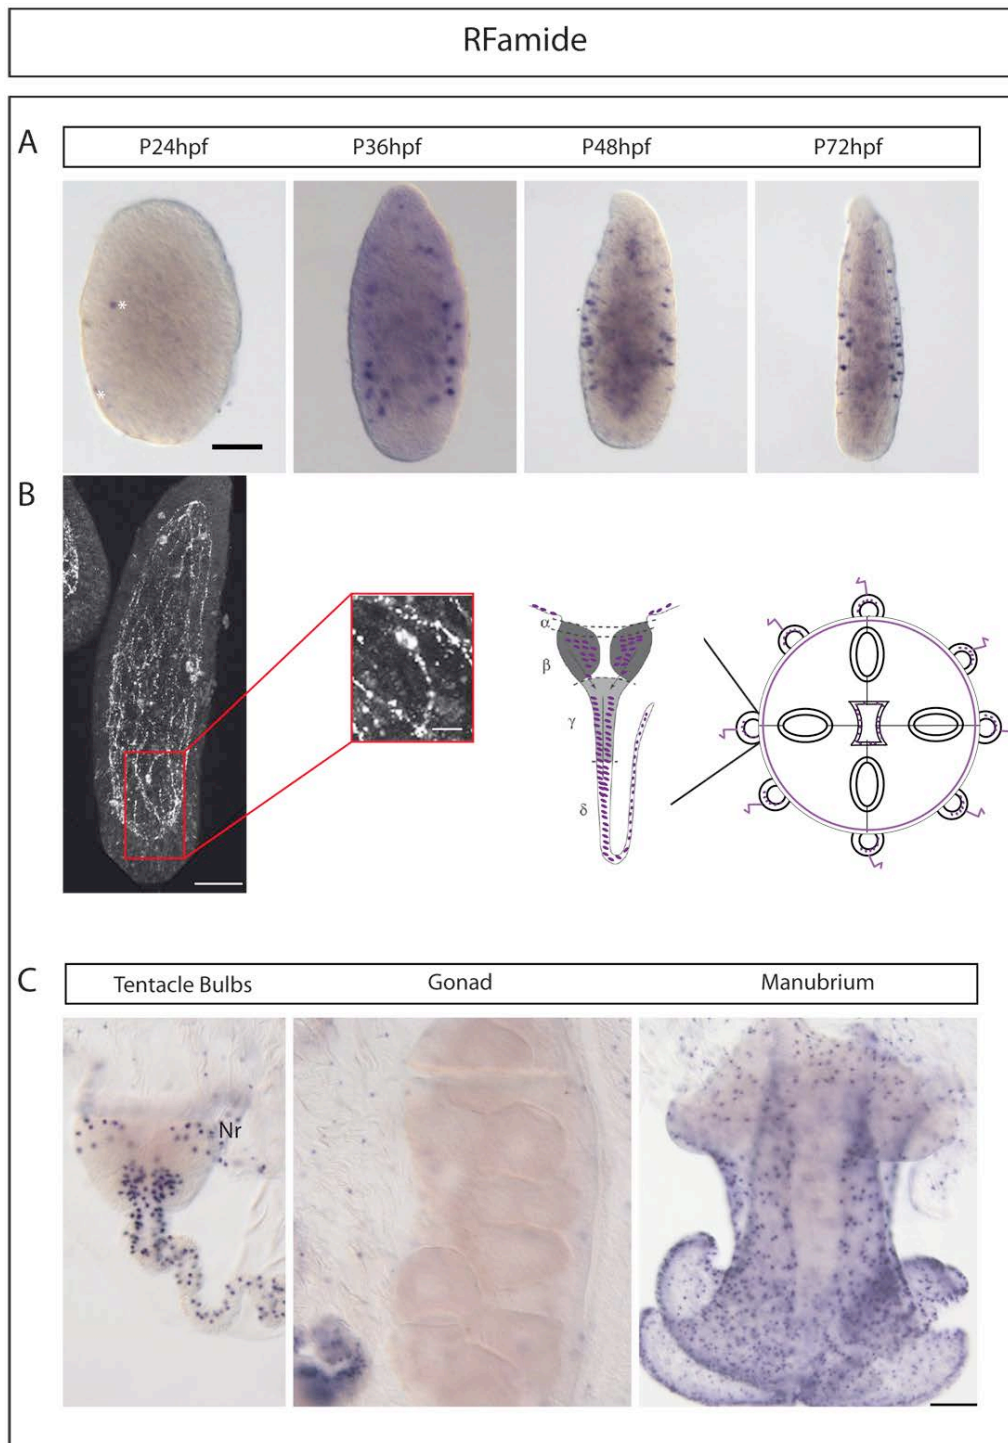 RFamide
A
P24hpf P36hpf P48hpf P72hpf
*
*
B
α
β
γ
δ
C
Tentacle Bulbs Gonad Manubrium
Nr